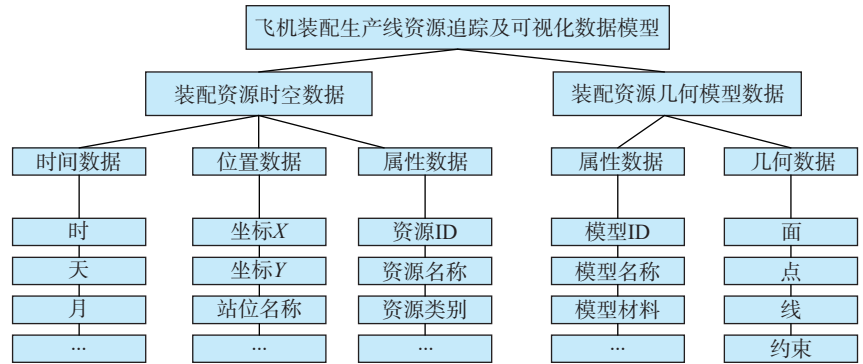 飞机装配生产线资源追踪及可视化数据模型
装配资源时空数据
装配资源几何模型数据
时间数据
位置数据
属性数据
属性数据
几何数据
时
坐标X
资源ID
模型ID
面
天
坐标Y
资源名称
模型名称
点
月
站位名称
资源类别
模型材料
线
…
…
…
…
约束